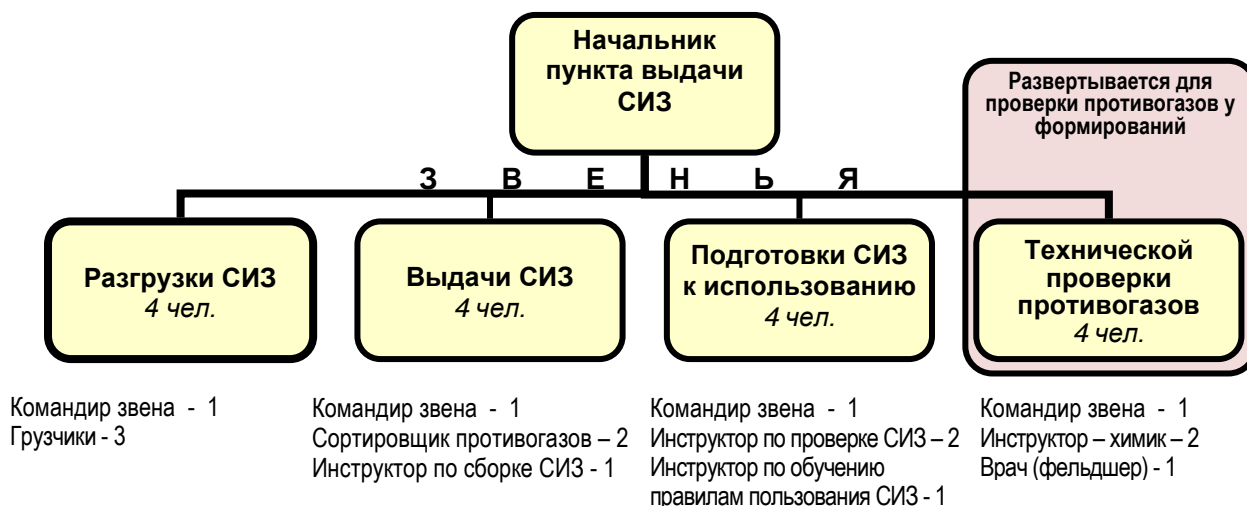 Начальник
пункта выдачи
СИЗ
Развертывается для
проверки противогазов у
формирований
З В Е Н Ь Я
Разгрузки СИЗ
4 чел.
Выдачи СИЗ
4 чел.
Подготовки СИЗ
к использованию
4 чел.
Технической
проверки
противогазов
4 чел.
Командир звена - 1
Грузчики - 3
Командир звена - 1
Сортировщик противогазов – 2
Инструктор по сборке СИЗ - 1
Командир звена - 1
Инструктор по проверке СИЗ – 2
Инструктор по обучению
правилам пользования СИЗ - 1
Командир звена - 1
Инструктор – химик – 2
Врач (фельдшер) - 1